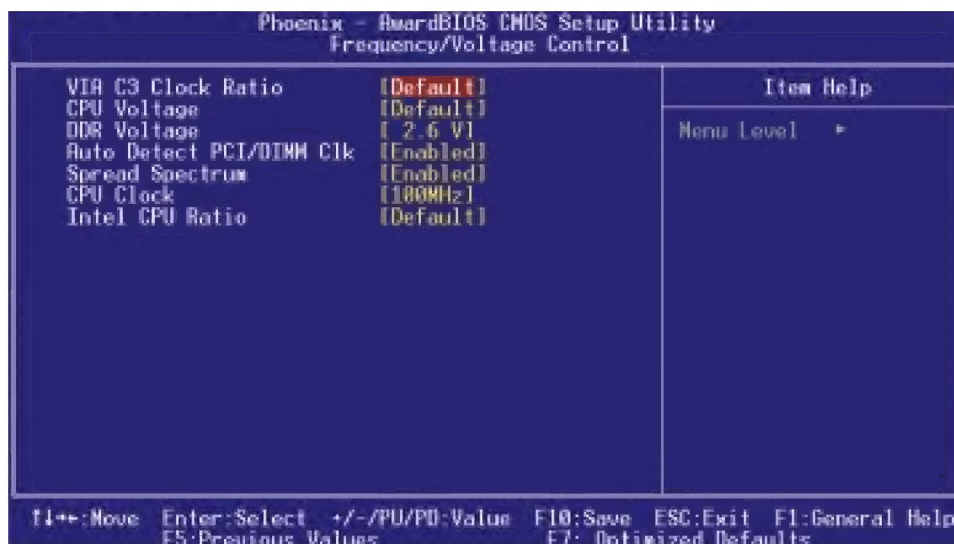 Phoenix - AwardBIOS CMOS Setup Utility
Frequency/Voltage Control
VIA C3 Clock Ratio [Default]
CPU Voltage [Default]
DDR Voltage [ 2.6 V]
Auto Detect PCI/DIMM Clk [Enabled]
Spread Spectrum [Enabled]
CPU Clock [100MHz]
Intel CPU Ratio [Default]
Item Help
Menu Level ►
↑↓→←:Move Enter:Select +/-/PU/PD:Value F10:Save ESC:Exit F1:General Help
F5:Previous Values F7: Optimized Defaults